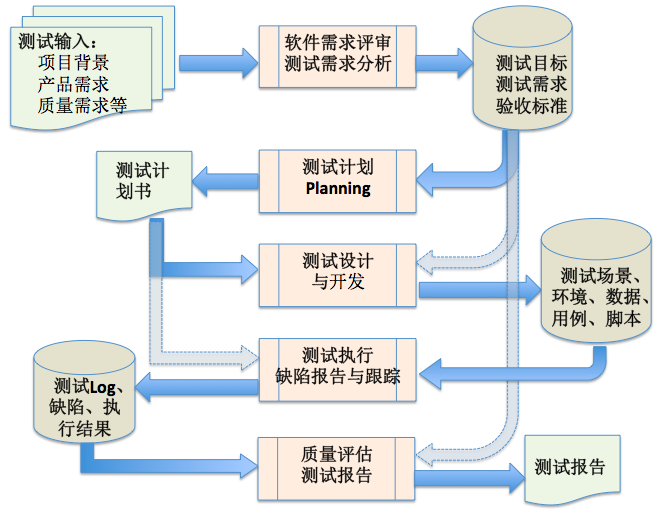 测试输入：
项目背景
产品需求
质量需求等
软件需求评审
测试需求分析
测试目标
测试需求
验收标准
测试计
划书
测试计划
Planning
测试设计
与开发
测试场景、
环境、数据、
用例、脚本
测试执行
缺陷报告与跟踪
测试Log、
缺陷、执
行结果
质量评估
测试报告
测试报告